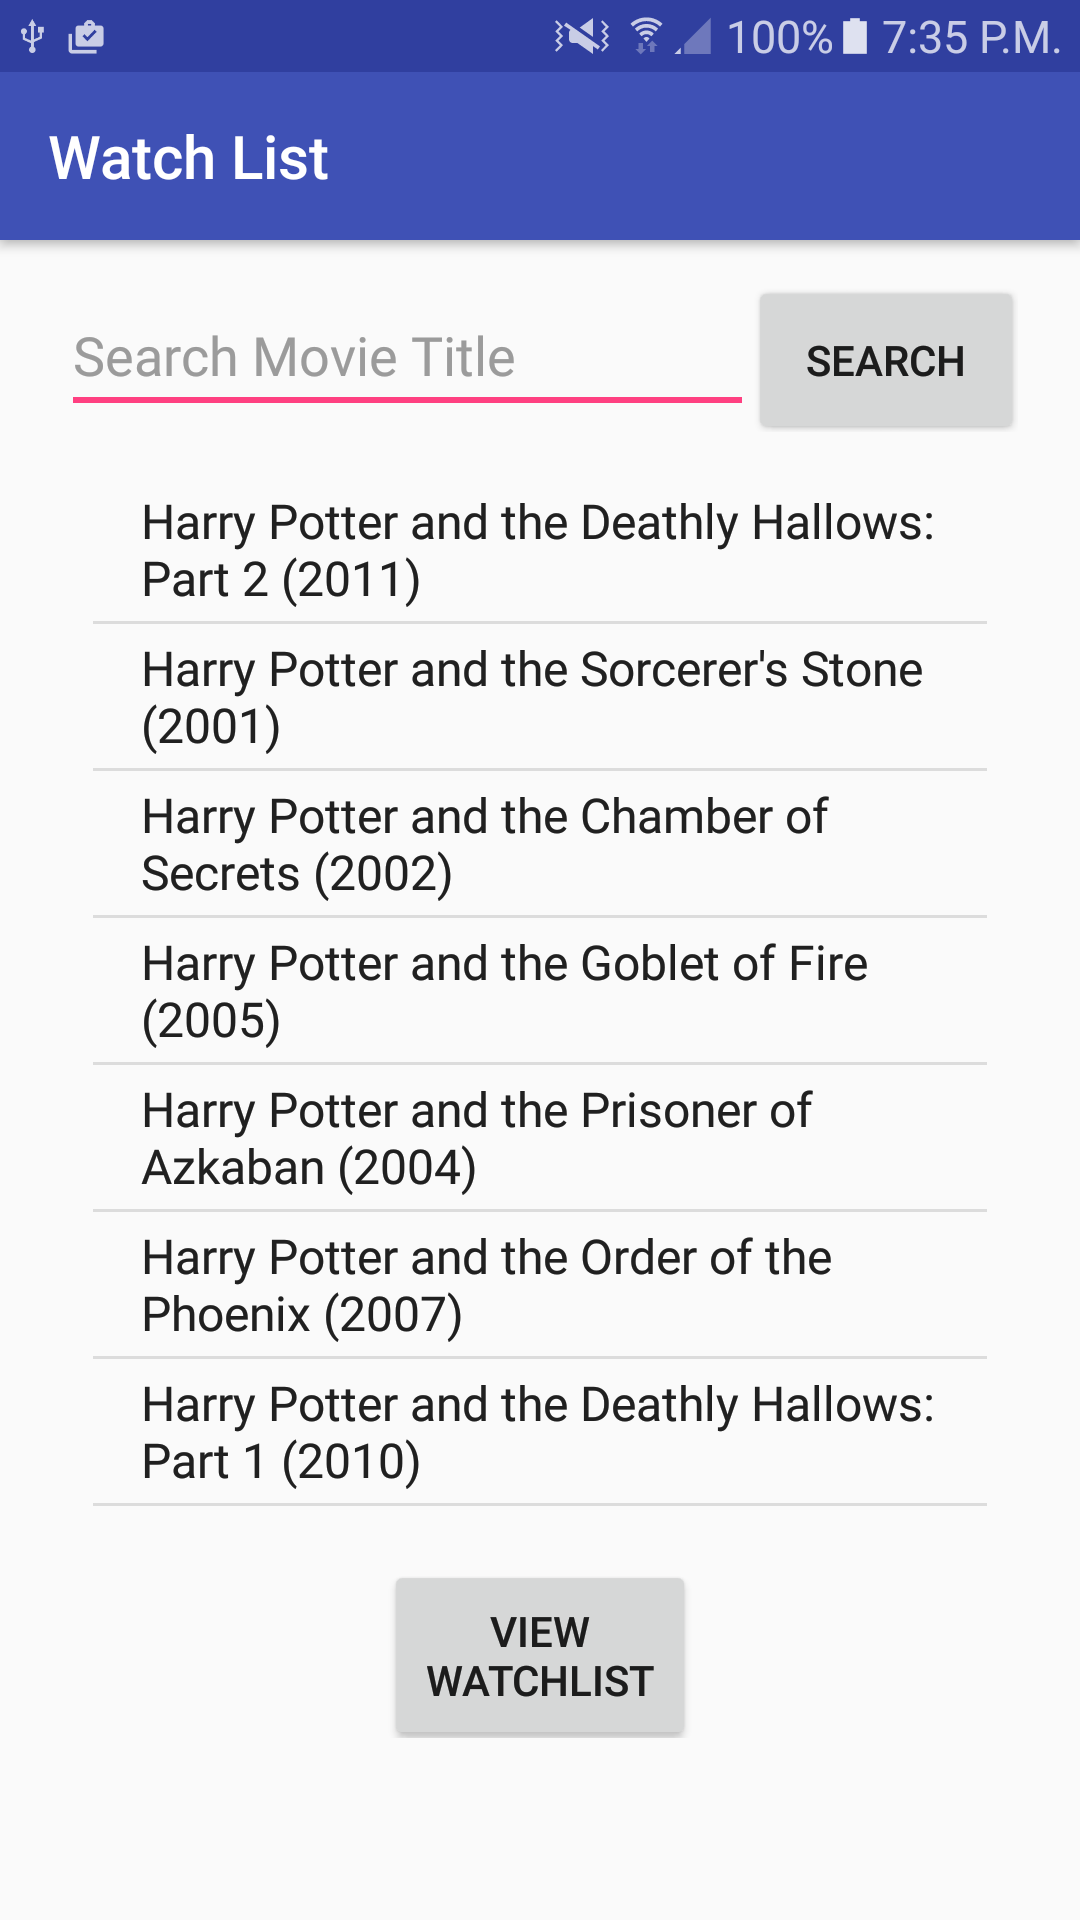 100% 7:35 P.M.
Watch List
Search Movie Title
SEARCH
Harry Potter and the Deathly Hallows:
Part 2 (2011)
Harry Potter and the Sorcerer's Stone
(2001)
Harry Potter and the Chamber of
Secrets (2002)
Harry Potter and the Goblet of Fire
(2005)
Harry Potter and the Prisoner of
Azkaban (2004)
Harry Potter and the Order of the
Phoenix (2007)
Harry Potter and the Deathly Hallows:
Part 1 (2010)
VIEW
WATCHLIST